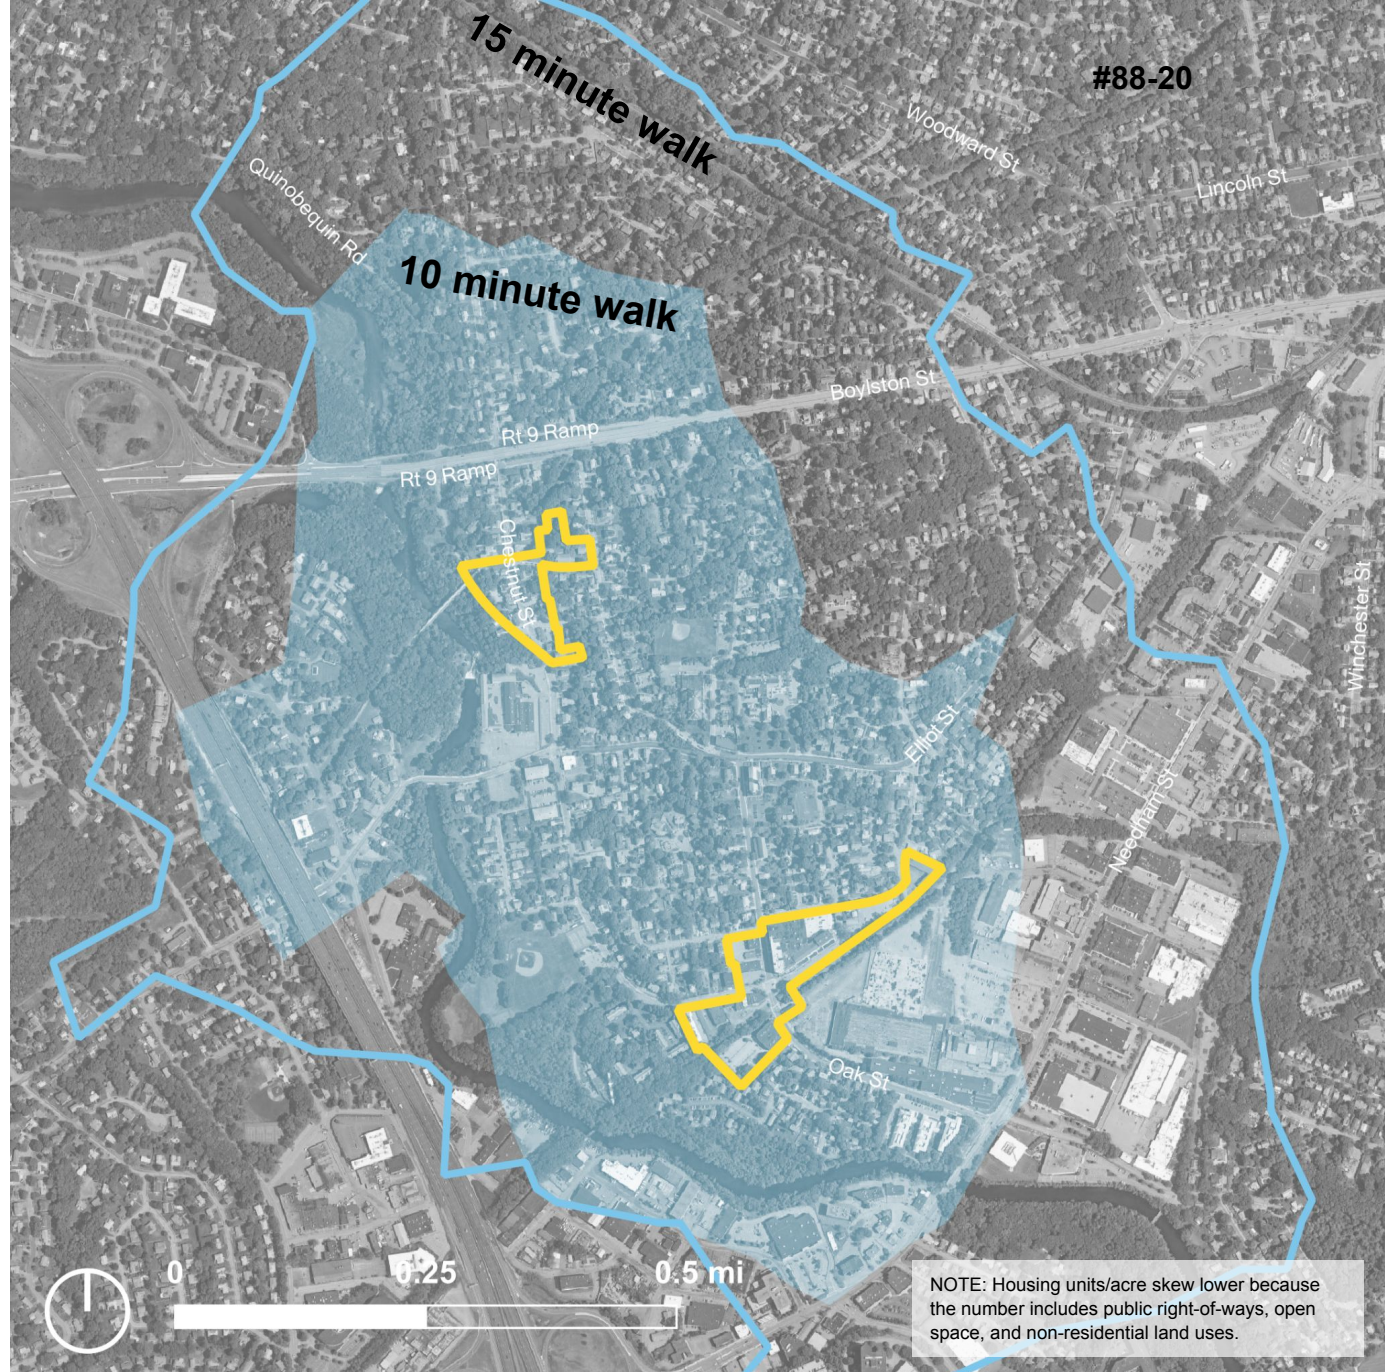 15 minute walk
#88-20
Woodward St
Lincoln St
Quinobequin Rd
10 minute walk
Boylston St
Rt 9 Ramp
Rt 9 Ramp
Chestnut St
Winchester St
Elliot St
Needham St
Oak St
0
0.25
0.5 mi
NOTE: Housing units/acre skew lower because
the number includes public right-of-ways, open
space, and non-residential land uses.